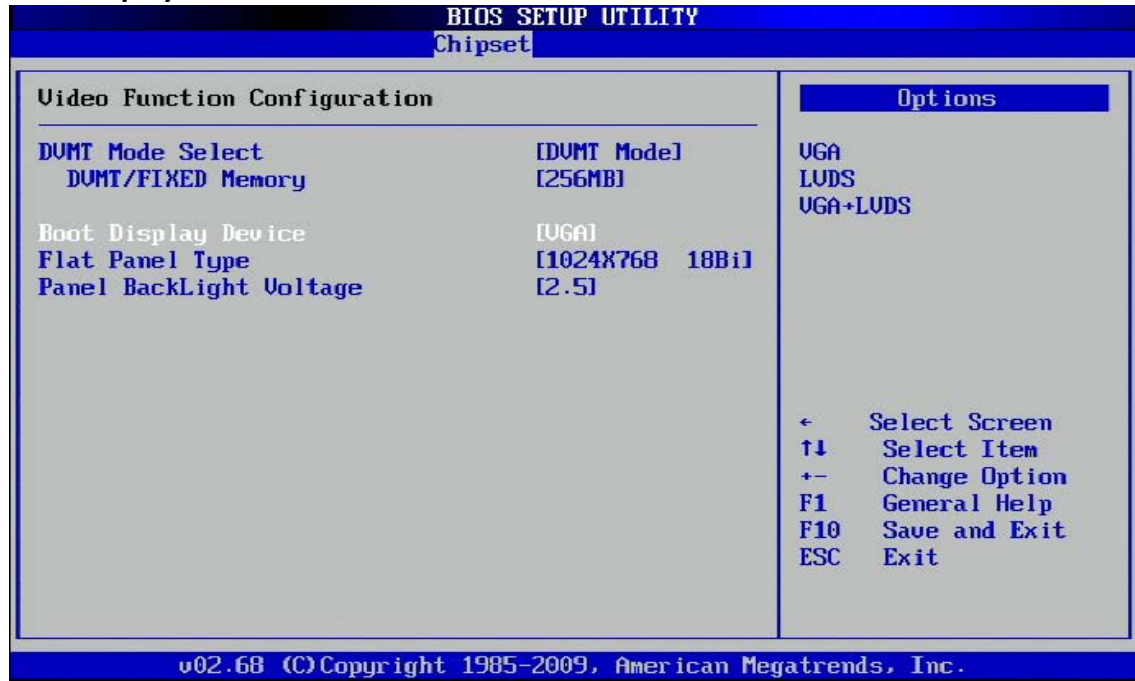 BIOS SETUP UTILITY
Chipset
Video Function Configuration
DVMT Mode Select [DVMT Mode]
DVMT/FIXED Memory [256MB]
Boot Display Device [VGA]
Flat Panel Type [1024X768 18Bi]
Panel BackLight Voltage [2.5]
Options
VGA
LVDS
VGA+LVDS
← Select Screen
↑↓ Select Item
+- Change Option
F1 General Help
F10 Save and Exit
ESC Exit
v02.68 (C)Copyright 1985-2009, American Megatrends, Inc.